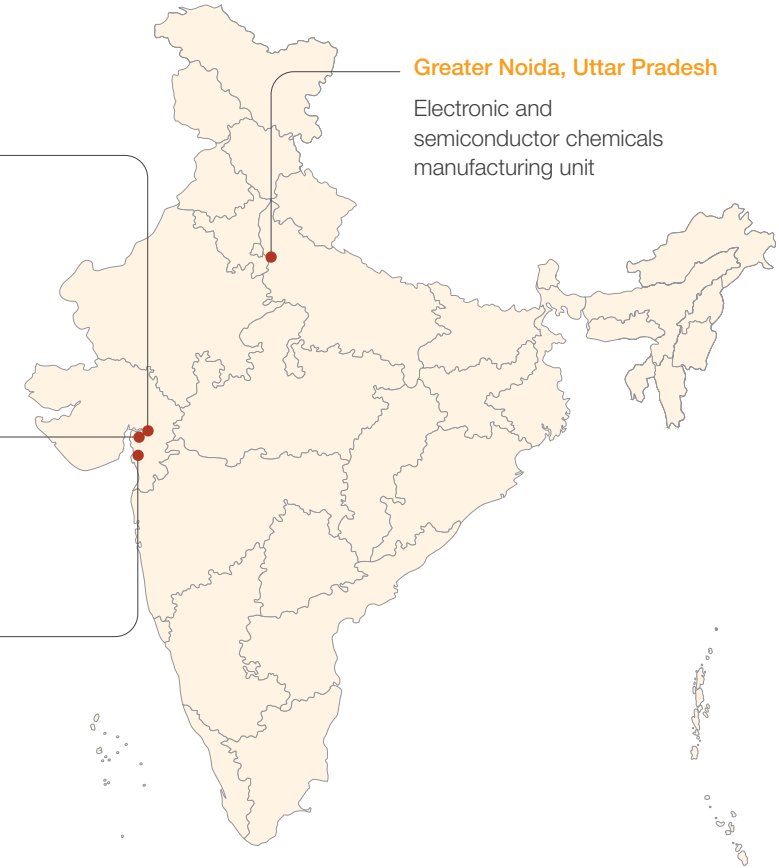 Greater Noida, Uttar Pradesh
Electronic and
semiconductor chemicals
manufacturing unit